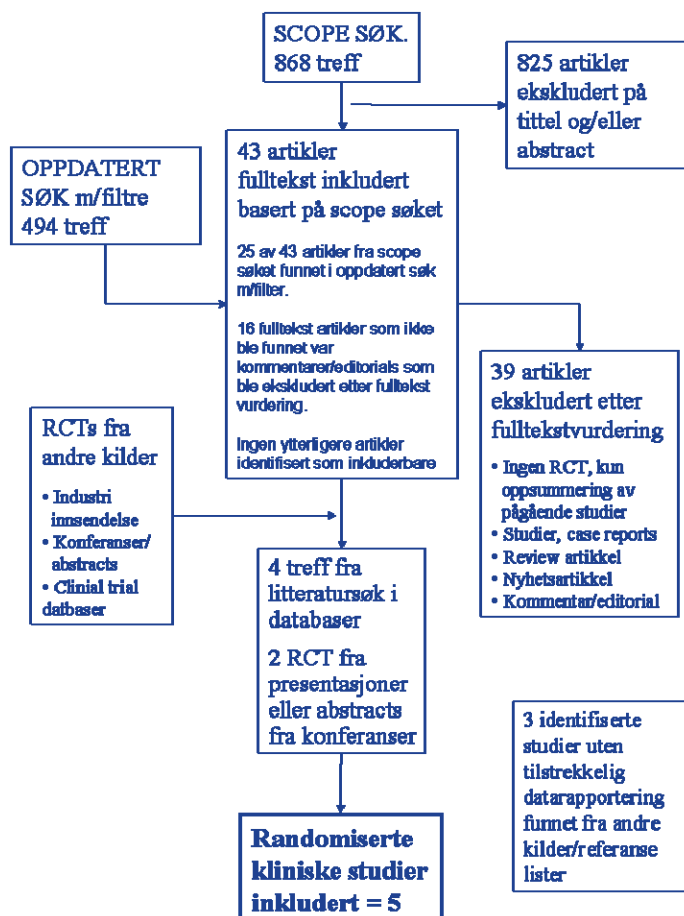 SCOPE SØK.
868 treff
825 artikler
ekskludert på
tittel og/eller
abstract
OPPDATERT
SØK m/filtre
494 treff
43 artikler
fulltekst inkludert
basert på scope søket
25 av 43 artikler fra scope
søket funnet i oppdatert søk
m/filter.
16 fulltekst artikler som ikke
ble funnet var
kommentarer/editorials som
ble ekskludert etter fulltekst
vurdering.
Ingen ytterligere artikler
identifisert som inkluderbare
39 artikler
ekskludert etter
fulltekstvurdering
• Ingen RCT, kun
oppsummering av
pågående studier
• Studier, case reports
• Review artikkel
• Nyhetsartikkel
• Kommentar/editorial
RCTs fra
andre kilder
• Industri
innsendelse
• Konferanser/
abstracts
• Clinial trial
datbaser
4 treff fra
litteratursøk i
databaser
2 RCT fra
presentasjoner
eller abstracts
fra konferanser
3 identifiserte
studier uten
tilstrekkelig
datarapportering
funnet fra andre
kilder/referanse
lister
Randomiserte
kliniske studier
inkludert = 5